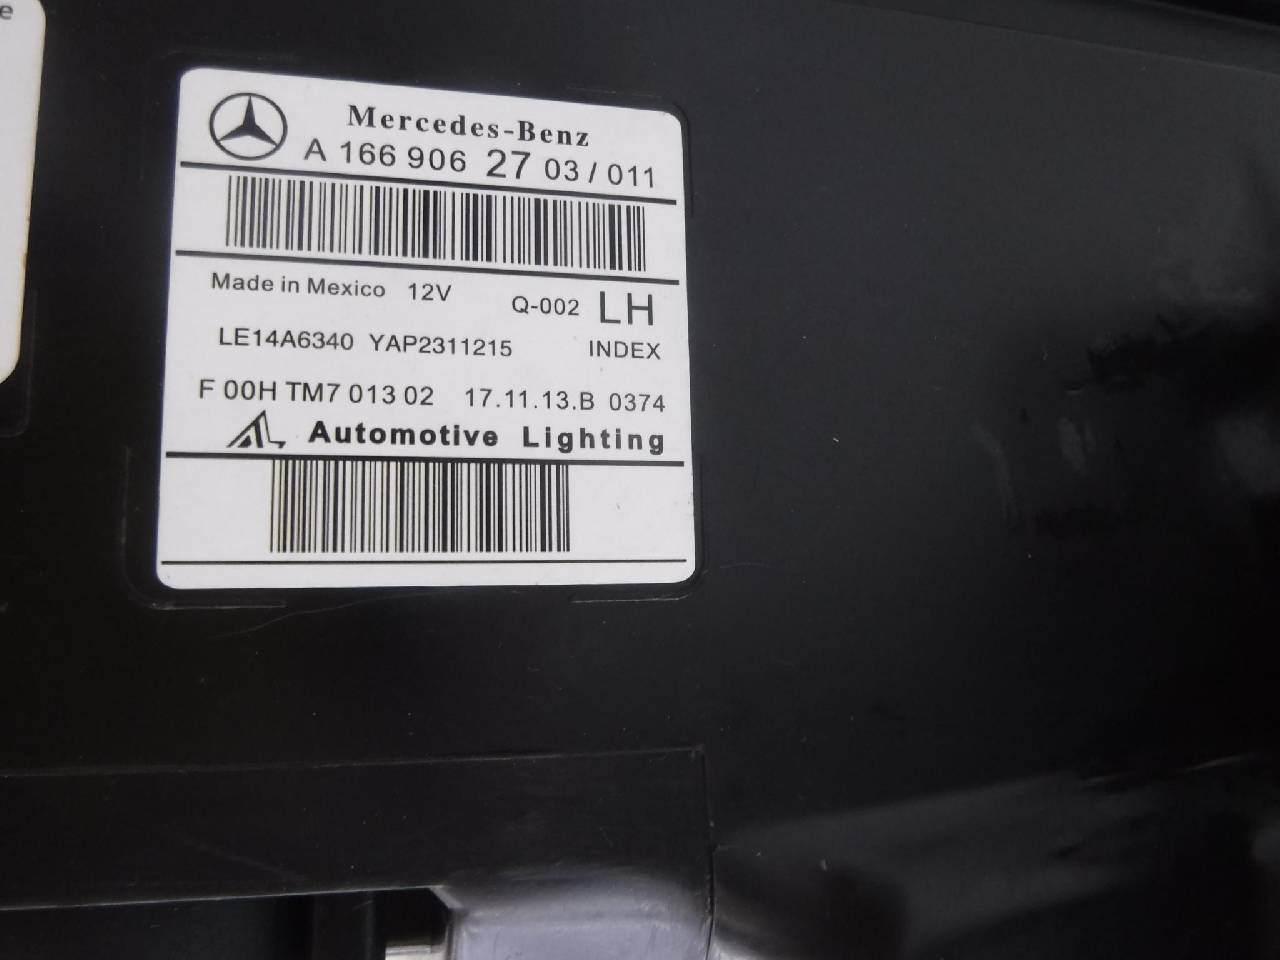 e
Mercedes-Benz
A 166 906 27 03 / 011
Made in Mexico 12V Q-002 LH
LE14A6340 YAP2311215 INDEX
F 00H TM7 013 02 17.11.13.B 0374
AL Automotive Lighting